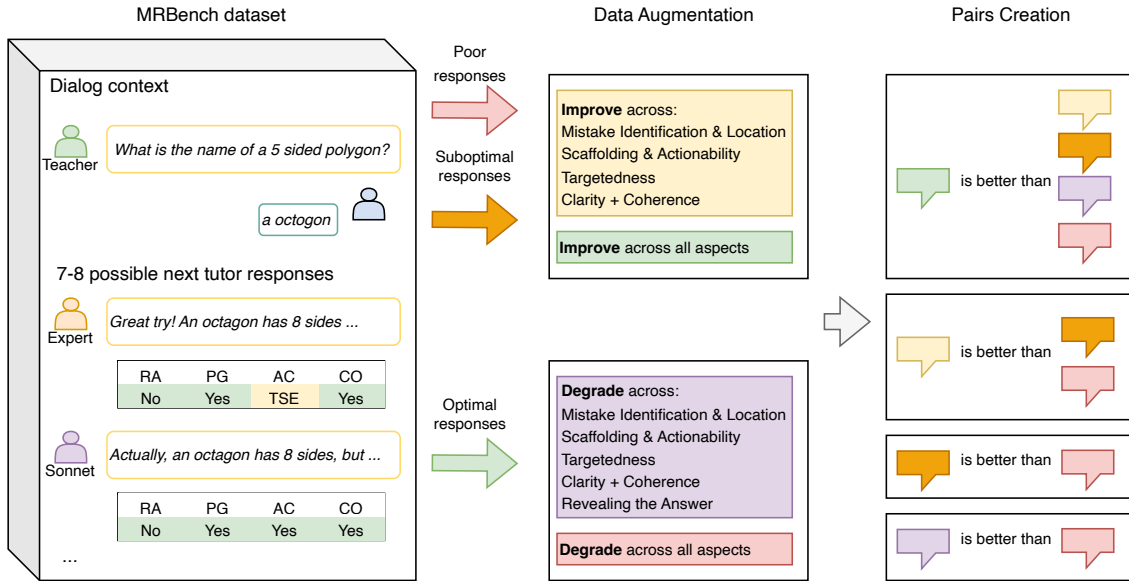 MRBench dataset
Dialog context
Teacher
What is the name of a 5 sided polygon?
a octogon
7-8 possible next tutor responses
Expert
Great try! An octagon has 8 sides ...
RA PG AC CO
No Yes TSE Yes
Sonnet
Actually, an octagon has 8 sides, but ...
RA PG AC CO
No Yes Yes Yes
...
Poor
responses
Suboptimal
responses
Optimal
responses
Data Augmentation
Improve across:
Mistake Identification & Location
Scaffolding & Actionability
Targetedness
Clarity + Coherence
Improve across all aspects
Degrade across:
Mistake Identification & Location
Scaffolding & Actionability
Targetedness
Clarity + Coherence
Revealing the Answer
Degrade across all aspects
Pairs Creation
is better than
is better than
is better than
is better than